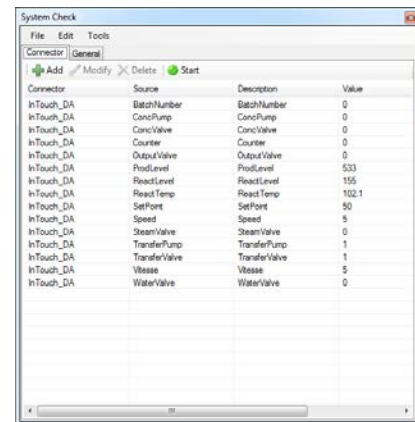 System Check
File Edit Tools
Connector General
Add Modify Delete Start
Connector Source Description Value
InTouch_DA BatchNumber BatchNumber 0
InTouch_DA ConcPump ConcPump 0
InTouch_DA ConcValve ConcValve 0
InTouch_DA Counter Counter 0
InTouch_DA OutputValve OutputValve 0
InTouch_DA ProdLevel ProdLevel 533
InTouch_DA ReactLevel ReactLevel 155
InTouch_DA ReactTemp ReactTemp 102.1
InTouch_DA SetPoint SetPoint 50
InTouch_DA Speed Speed 5
InTouch_DA SteamValve SteamValve 0
InTouch_DA TransferPump TransferPump 1
InTouch_DA TransferValve TransferValve 1
InTouch_DA Vitesse Vitesse 5
InTouch_DA WaterValve WaterValve 0